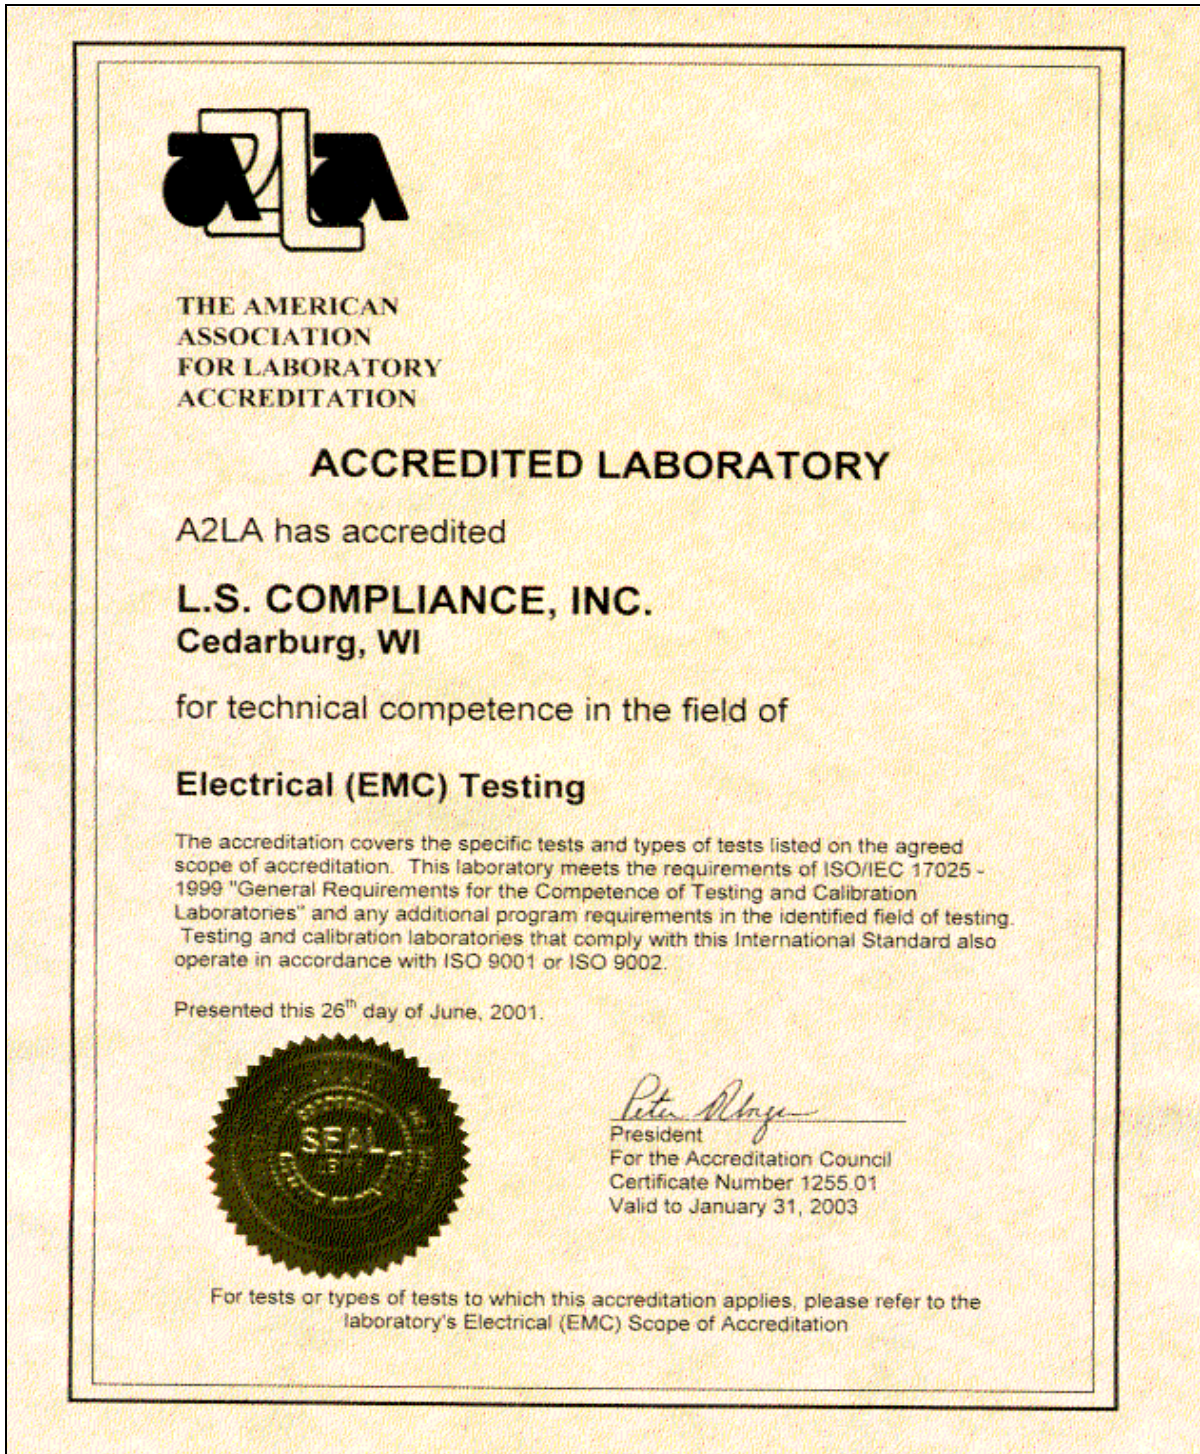 A2LA
THE AMERICAN
ASSOCIATION
FOR LABORATORY
ACCREDITATION
ACCREDITED LABORATORY
A2LA has accredited
L.S. COMPLIANCE, INC.
Cedarburg, WI
for technical competence in the field of
Electrical (EMC) Testing
The accreditation covers the specific tests and types of tests listed on the agreed
scope of accreditation. This laboratory meets the requirements of ISO/IEC 17025 -
1999 "General Requirements for the Competence of Testing and Calibration
Laboratories" and any additional program requirements in the identified field of testing.
Testing and calibration laboratories that comply with this International Standard also
operate in accordance with ISO 9001 or ISO 9002.
Presented this 26th day of June, 2001.
SEAL
Peter
President
For the Accreditation Council
Certificate Number 1255.01
Valid to January 31, 2003
For tests or types of tests to which this accreditation applies, please refer to the
laboratory's Electrical (EMC) Scope of Accreditation